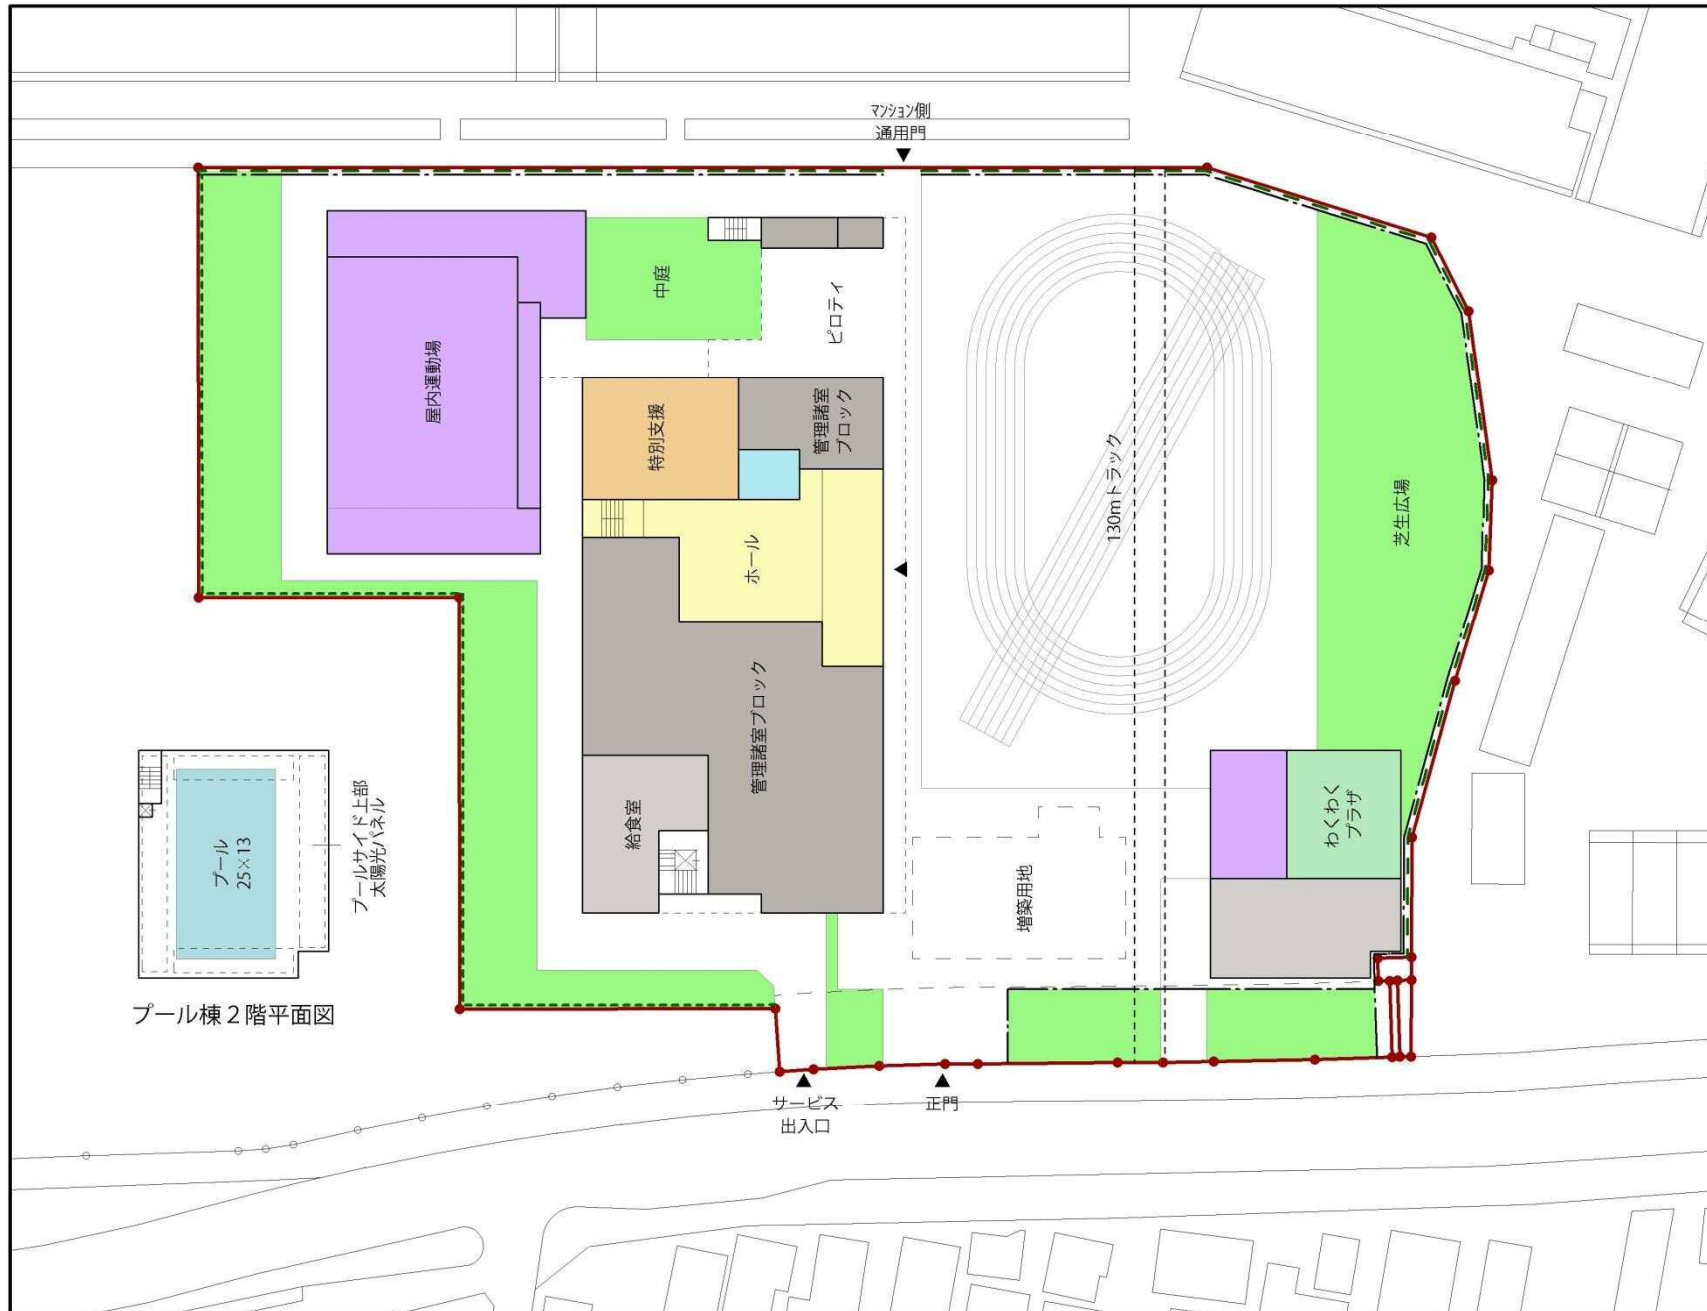 マンション側
通用門
中庭
ピロティ
屋内運動場
特別支援
管理諸室
ブロック
130mトラック
芝生広場
ホール
管理諸室ブロック
給食室
わくわく
プラザ
増築用地
プール
25×13
プールサイド上部
太陽光パネル
プール棟２階平面図
サービス
出入口
正門